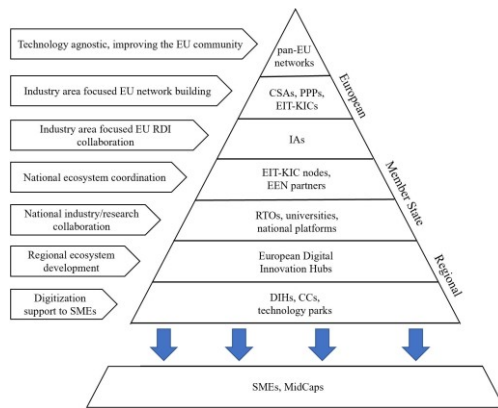 Technology agnostic, improving the EU community
pan-EU
networks
Industry area focused EU network building
CSAs, PPPs,
EIT-KICs
European
Industry area focused EU RDI
collaboration
IAs
National ecosystem coordination
EIT-KIC nodes,
EEN partners
Member State
National industry/research
collaboration
RTOs, universities,
national platforms
Regional ecosystem
development
European Digital
Innovation Hubs
Regional
Digitization
support to SMEs
DIHs, CCs,
technology parks
SMEs, MidCaps